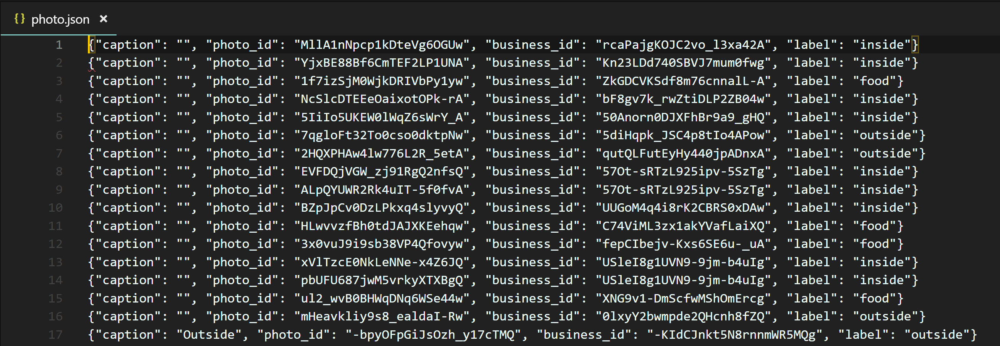 {} photo.json ×
1 {"caption": "", "photo_id": "MllA1nNpcp1kDteVg6OGUw", "business_id": "rcaPajgKOJC2vo_l3xa42A", "label": "inside"}
2 {"caption": "", "photo_id": "YjxBE88Bf6CmTEF2LP1UNA", "business_id": "Kn23LDd740SBVJ7mum0fwg", "label": "inside"}
3 {"caption": "", "photo_id": "1f7izSjM0WjkDRIVbPy1yw", "business_id": "ZkGDCVKSdf8m76cnnalL-A", "label": "food"}
4 {"caption": "", "photo_id": "NcSlcDTEEeOaixotOPk-rA", "business_id": "bF8gv7k_rwZtiDLP2ZB04w", "label": "inside"}
5 {"caption": "", "photo_id": "5IiIo5UKEW0lWqZ6sWrY_A", "business_id": "50Anorn0DJXFhBr9a9_gHQ", "label": "inside"}
6 {"caption": "", "photo_id": "7qgloFt32To0cso0dktpNw", "business_id": "5diHqpk_JSC4p8tIo4APow", "label": "outside"}
7 {"caption": "", "photo_id": "2HQXPHAw4lw776L2R_5etA", "business_id": "qutQLFutEyHy440jpADnxA", "label": "outside"}
8 {"caption": "", "photo_id": "EVFDQjVGW_zj91RgQ2nfsQ", "business_id": "57Ot-sRTzL925ipv-5SzTg", "label": "inside"}
9 {"caption": "", "photo_id": "ALpQYUWR2Rk4uIT-5f0fvA", "business_id": "57Ot-sRTzL925ipv-5SzTg", "label": "inside"}
10 {"caption": "", "photo_id": "BZpJpCv0DzLPkxq4slyvyQ", "business_id": "UUGoM4q4i8rK2CBRS0xDAw", "label": "inside"}
11 {"caption": "", "photo_id": "HLwvvzfBh0tdJAJXKEehqw", "business_id": "C74ViML3zx1akYVafLaiXQ", "label": "food"}
12 {"caption": "", "photo_id": "3x0vuJ9i9sb38VP4Qfovyw", "business_id": "fepCIbejv-Kxs6SE6u-_uA", "label": "food"}
13 {"caption": "", "photo_id": "xVlTzcE0NkLeNNe-x4Z6JQ", "business_id": "USleI8g1UVN9-9jm-b4uIg", "label": "inside"}
14 {"caption": "", "photo_id": "pbUFU687jwM5vrkyXTXBgQ", "business_id": "USleI8g1UVN9-9jm-b4uIg", "label": "inside"}
15 {"caption": "", "photo_id": "ul2_wvB0BHWqDNq6WSe44w", "business_id": "XNG9v1-DmScfwMShOmErcg", "label": "food"}
16 {"caption": "", "photo_id": "mHeavkliy9s8_ealdaI-Rw", "business_id": "0lxyY2bwmpde2QHcnh8fZQ", "label": "outside"}
17 {"caption": "Outside", "photo_id": "-bpyOFpGiJsOzh_y17cTMQ", "business_id": "-KIdCJnkt5N8rnnmWR5MQg", "label": "outside"}